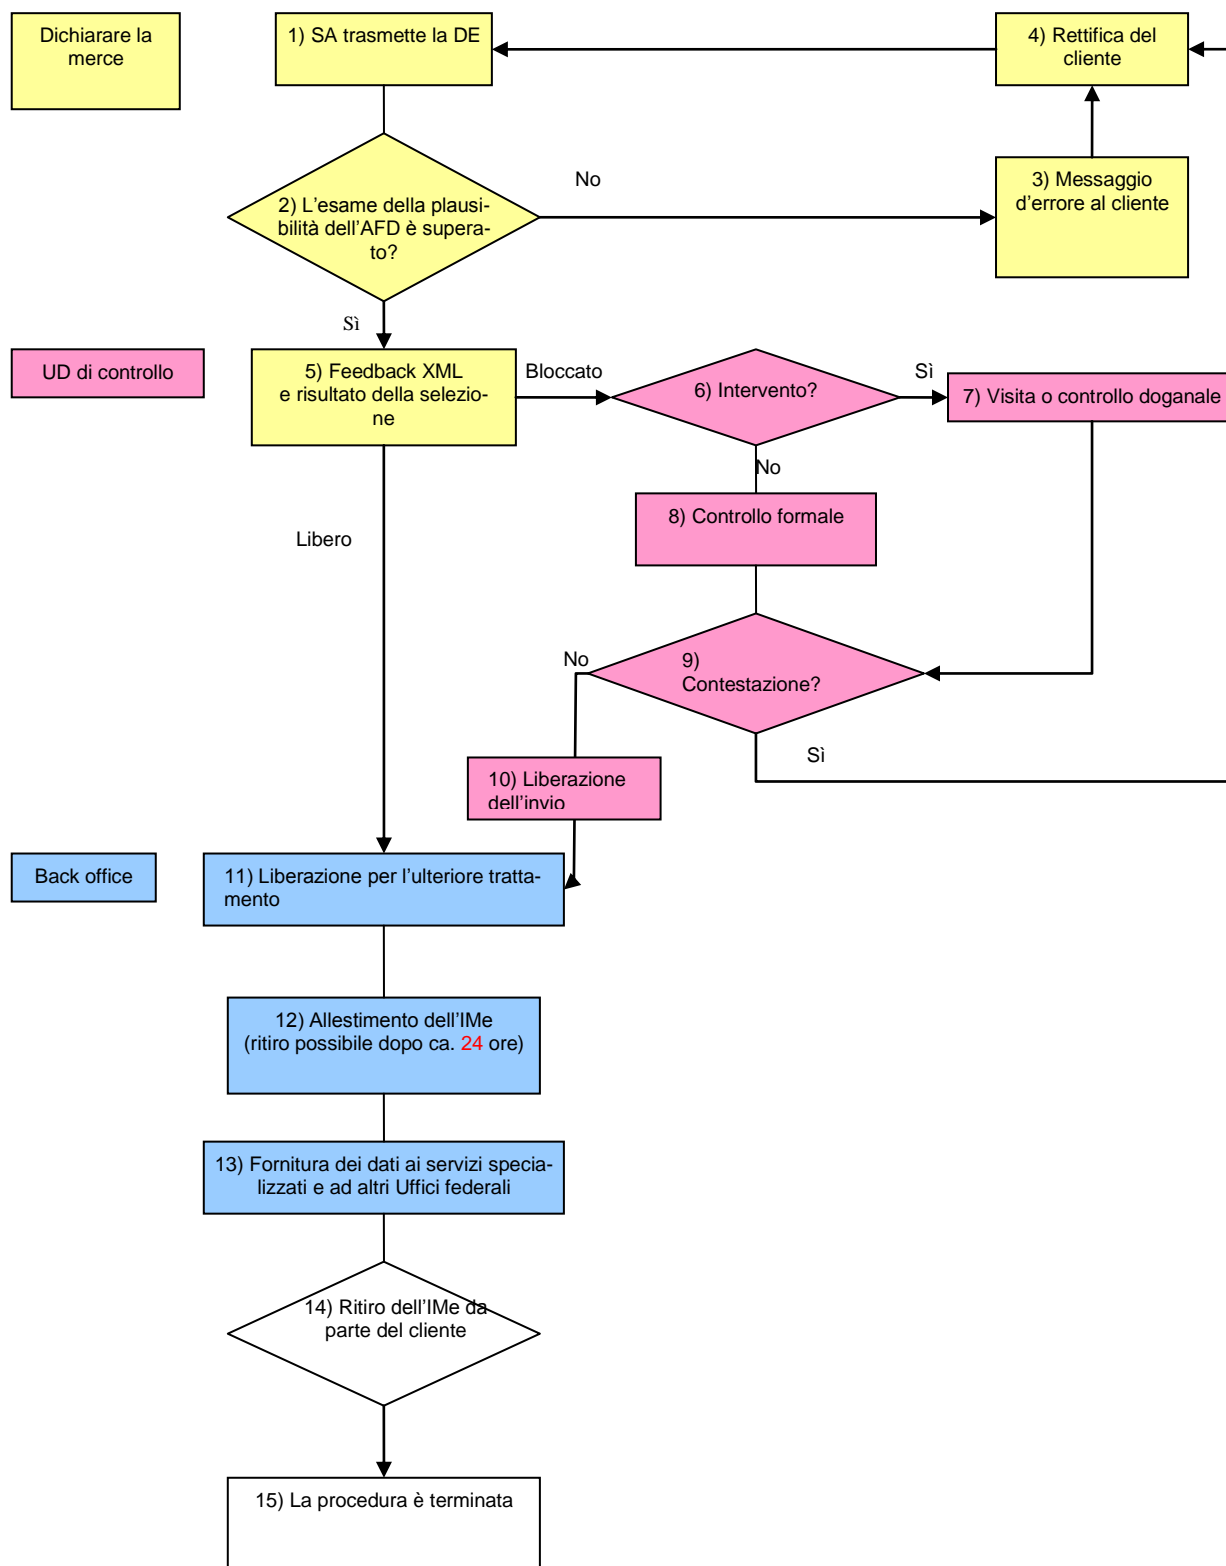 Dichiarare la
merce
1) SA trasmette la DE
4) Rettifica del
cliente
No
3) Messaggio
d'errore al cliente
2) L'esame della plausi-
bilità dell'AFD è supera-
to?
Sì
UD di controllo
5) Feedback XML
e risultato della selezio-
ne
Bloccato
6) Intervento?
Sì
7) Visita o controllo doganale
No
8) Controllo formale
Libero
No
9)
Contestazione?
Sì
10) Liberazione
dell'invio
Back office
11) Liberazione per l'ulteriore tratta-
mento
12) Allestimento dell'IMe
(ritiro possibile dopo ca. 24 ore)
13) Fornitura dei dati ai servizi specia-
lizzati e ad altri Uffici federali
14) Ritiro dell'IMe da
parte del cliente
15) La procedura è terminata